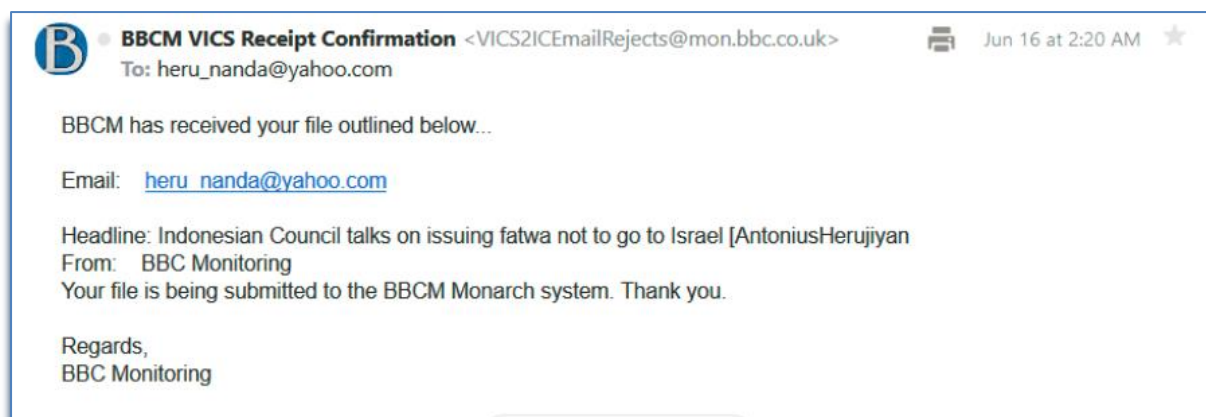 B
BBCM VICS Receipt Confirmation <VICS2ICEmailRejects@mon.bbc.co.uk> Jun 16 at 2:20 AM
To: heru_nanda@yahoo.com
BBCM has received your file outlined below...
Email: heru_nanda@yahoo.com
Headline: Indonesian Council talks on issuing fatwa not to go to Israel [AntoniusHerujiyan
From: BBC Monitoring
Your file is being submitted to the BBCM Monarch system. Thank you.
Regards,
BBC Monitoring